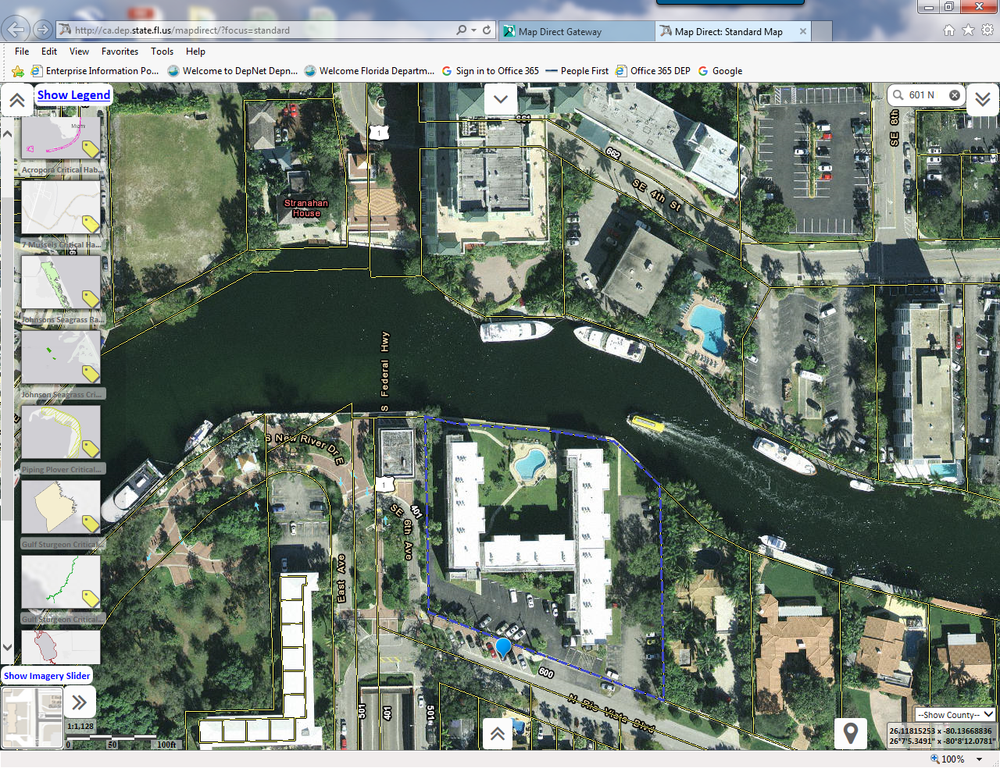 http://ca.dep.state.fl.us/mapdirect/?focus=standard
Map Direct Gateway
Map Direct: Standard Map
File Edit View Favorites Tools Help
Enterprise Information Po...
Welcome to DepNet Depn...
Welcome Florida Departm...
Sign in to Office 365
People First
Office 365 DEP
Google
Show Legend
601 N
Miami
Acropora Critical Hab...
7 Mussels Critical Ha...
Johnsons Seagrass Ra...
Johnson Seagrass Cri...
Piping Plover Critical...
Gulf Sturgeon Critical...
Gulf Sturgeon Critical...
Show Imagery Slider
1:1,128
0 50 100ft
Stranahan
House
1
661
662
SE 4th St
SE 8th
S Federal Hwy
S New River Dr E
1
401
SE 6th Ave
East Ave
600
N Rio Vista Blvd
501
401
501
--Show County--
26.11815253 x -80.13668836
26°7'5.3491" x -80°8'12.0781"
100%